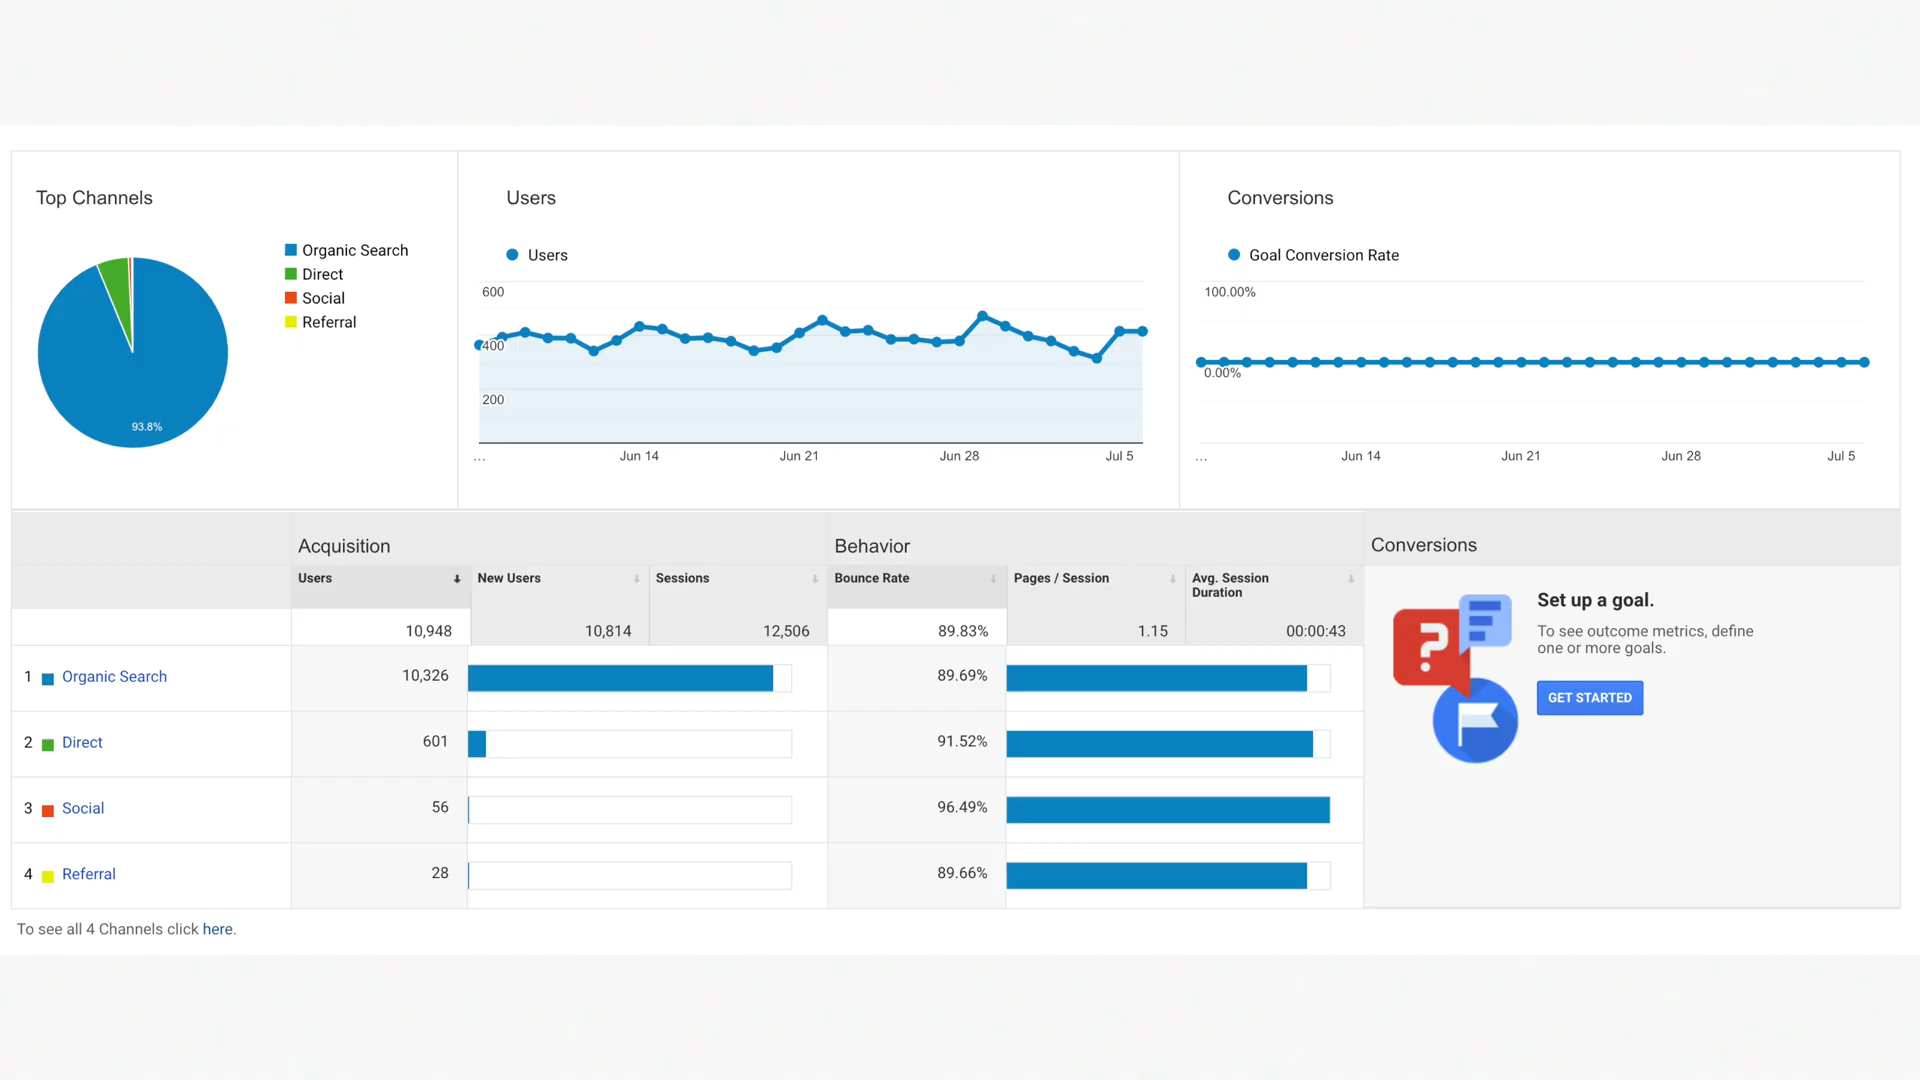 Top Channels
Organic Search
Direct
Social
Referral
93.8%
Users
Users
600
400
200
...
Jun 14
Jun 21
Jun 28
Jul 5
Conversions
Goal Conversion Rate
100.00%
0.00%
...
Jun 14
Jun 21
Jun 28
Jul 5
Acquisition
Behavior
Conversions
Users
New Users
Sessions
Bounce Rate
Pages / Session
Avg. Session
Duration
10,948
10,814
12,506
89.83%
1.15
00:00:43
1 Organic Search 10,326 89.69%
2 Direct 601 91.52%
3 Social 56 96.49%
4 Referral 28 89.66%
Set up a goal.
To see outcome metrics, define
one or more goals.
GET STARTED
?
To see all 4 Channels click here.